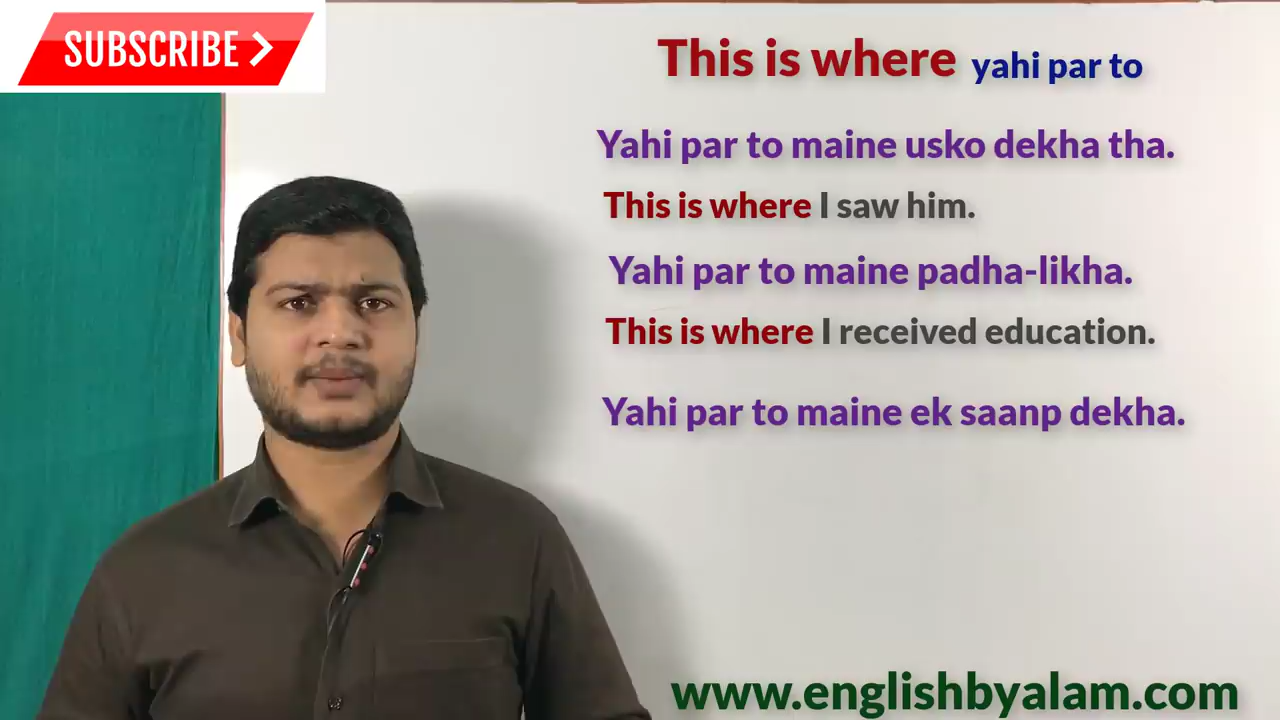 SUBSCRIBE
This is where yahi par to
Yahi par to maine usko dekha tha.
This is where I saw him.
Yahi par to maine padha-likha.
This is where I received education.
Yahi par to maine ek saanp dekha.
www.englishbyalam.com